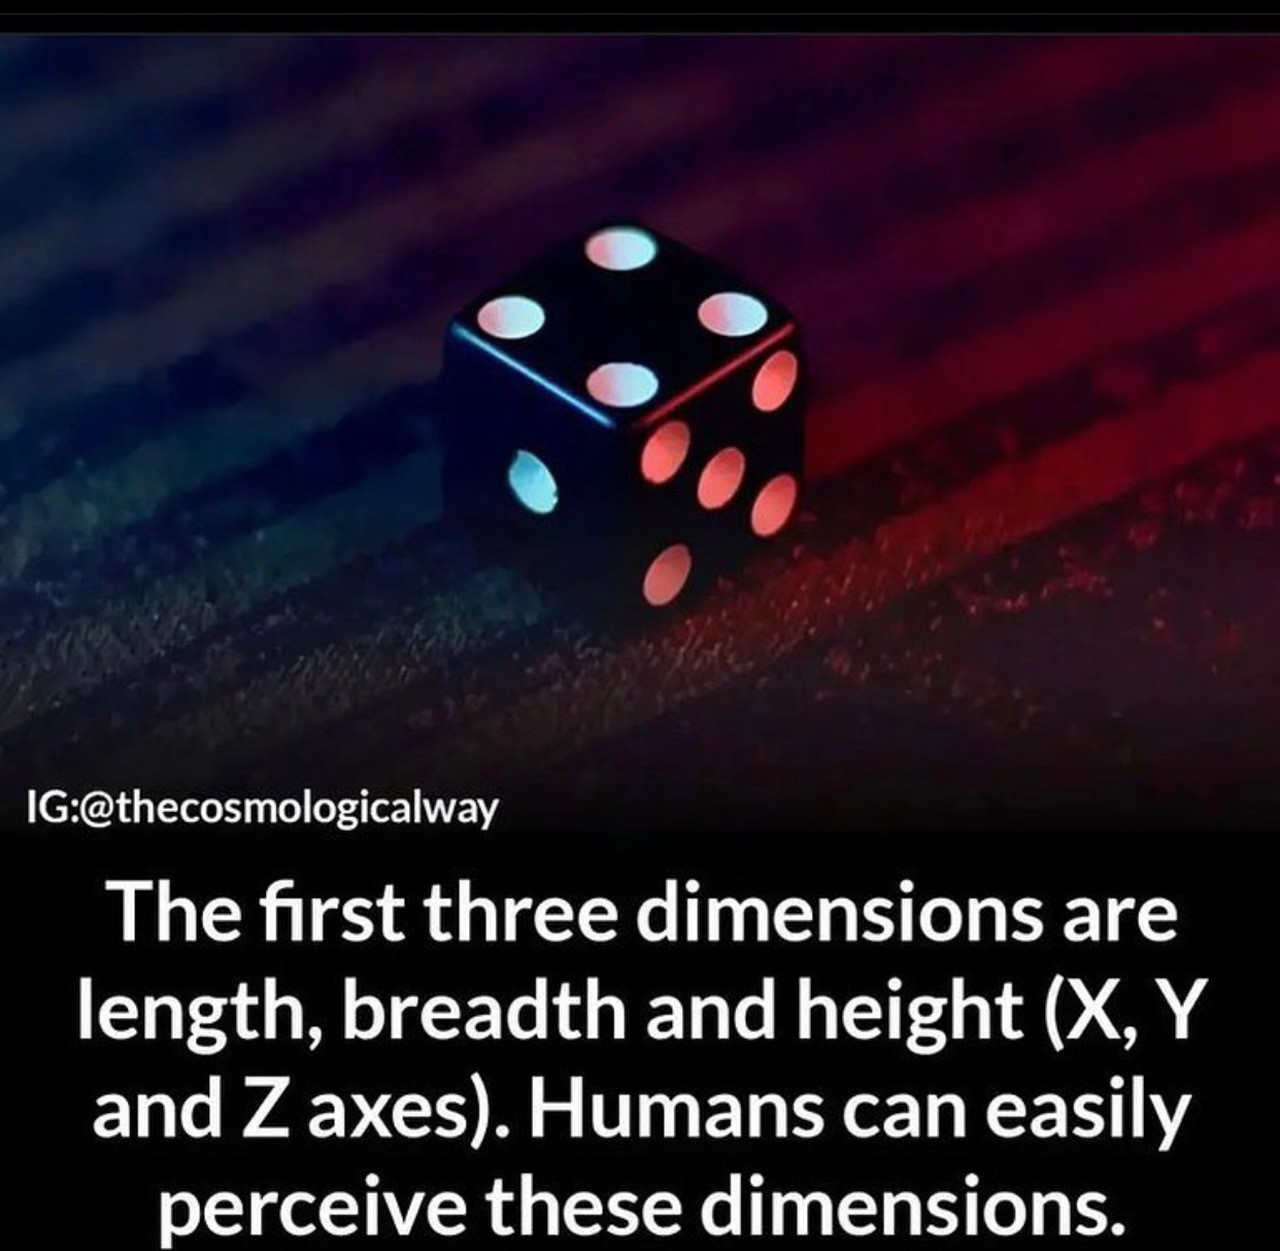 IG:@thecosmologicalway
The first three dimensions are
length, breadth and height (X, Y
and Z axes). Humans can easily
perceive these dimensions.